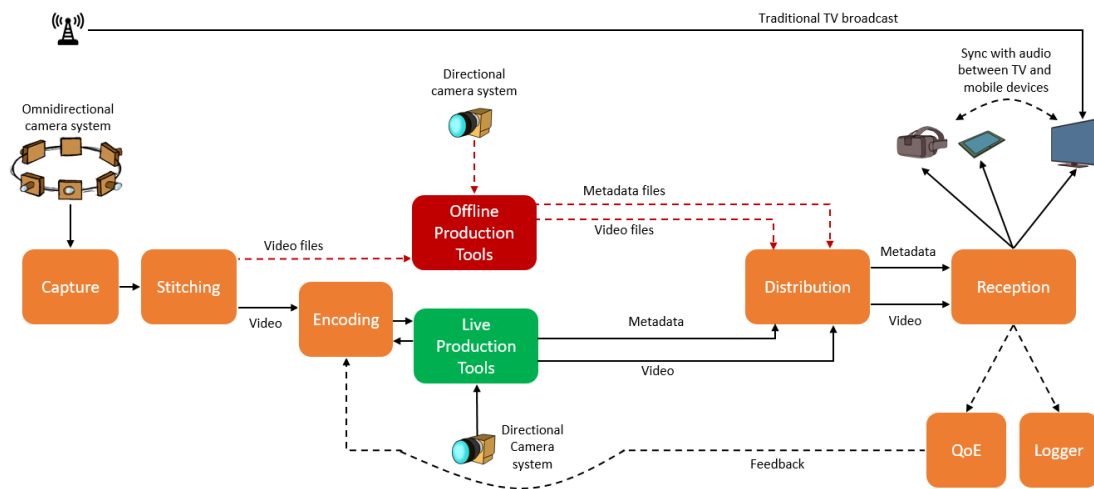 Traditional TV broadcast
Sync with audio
between TV and
mobile devices
Directional
camera system
Omnidirectional
camera system
Metadata files
Video files
Offline
Production
Tools
Video files
Capture
Stitching
Video
Encoding
Live
Production
Tools
Metadata
Video
Distribution
Metadata
Video
Reception
Directional
Camera
system
Feedback
QoE
Logger